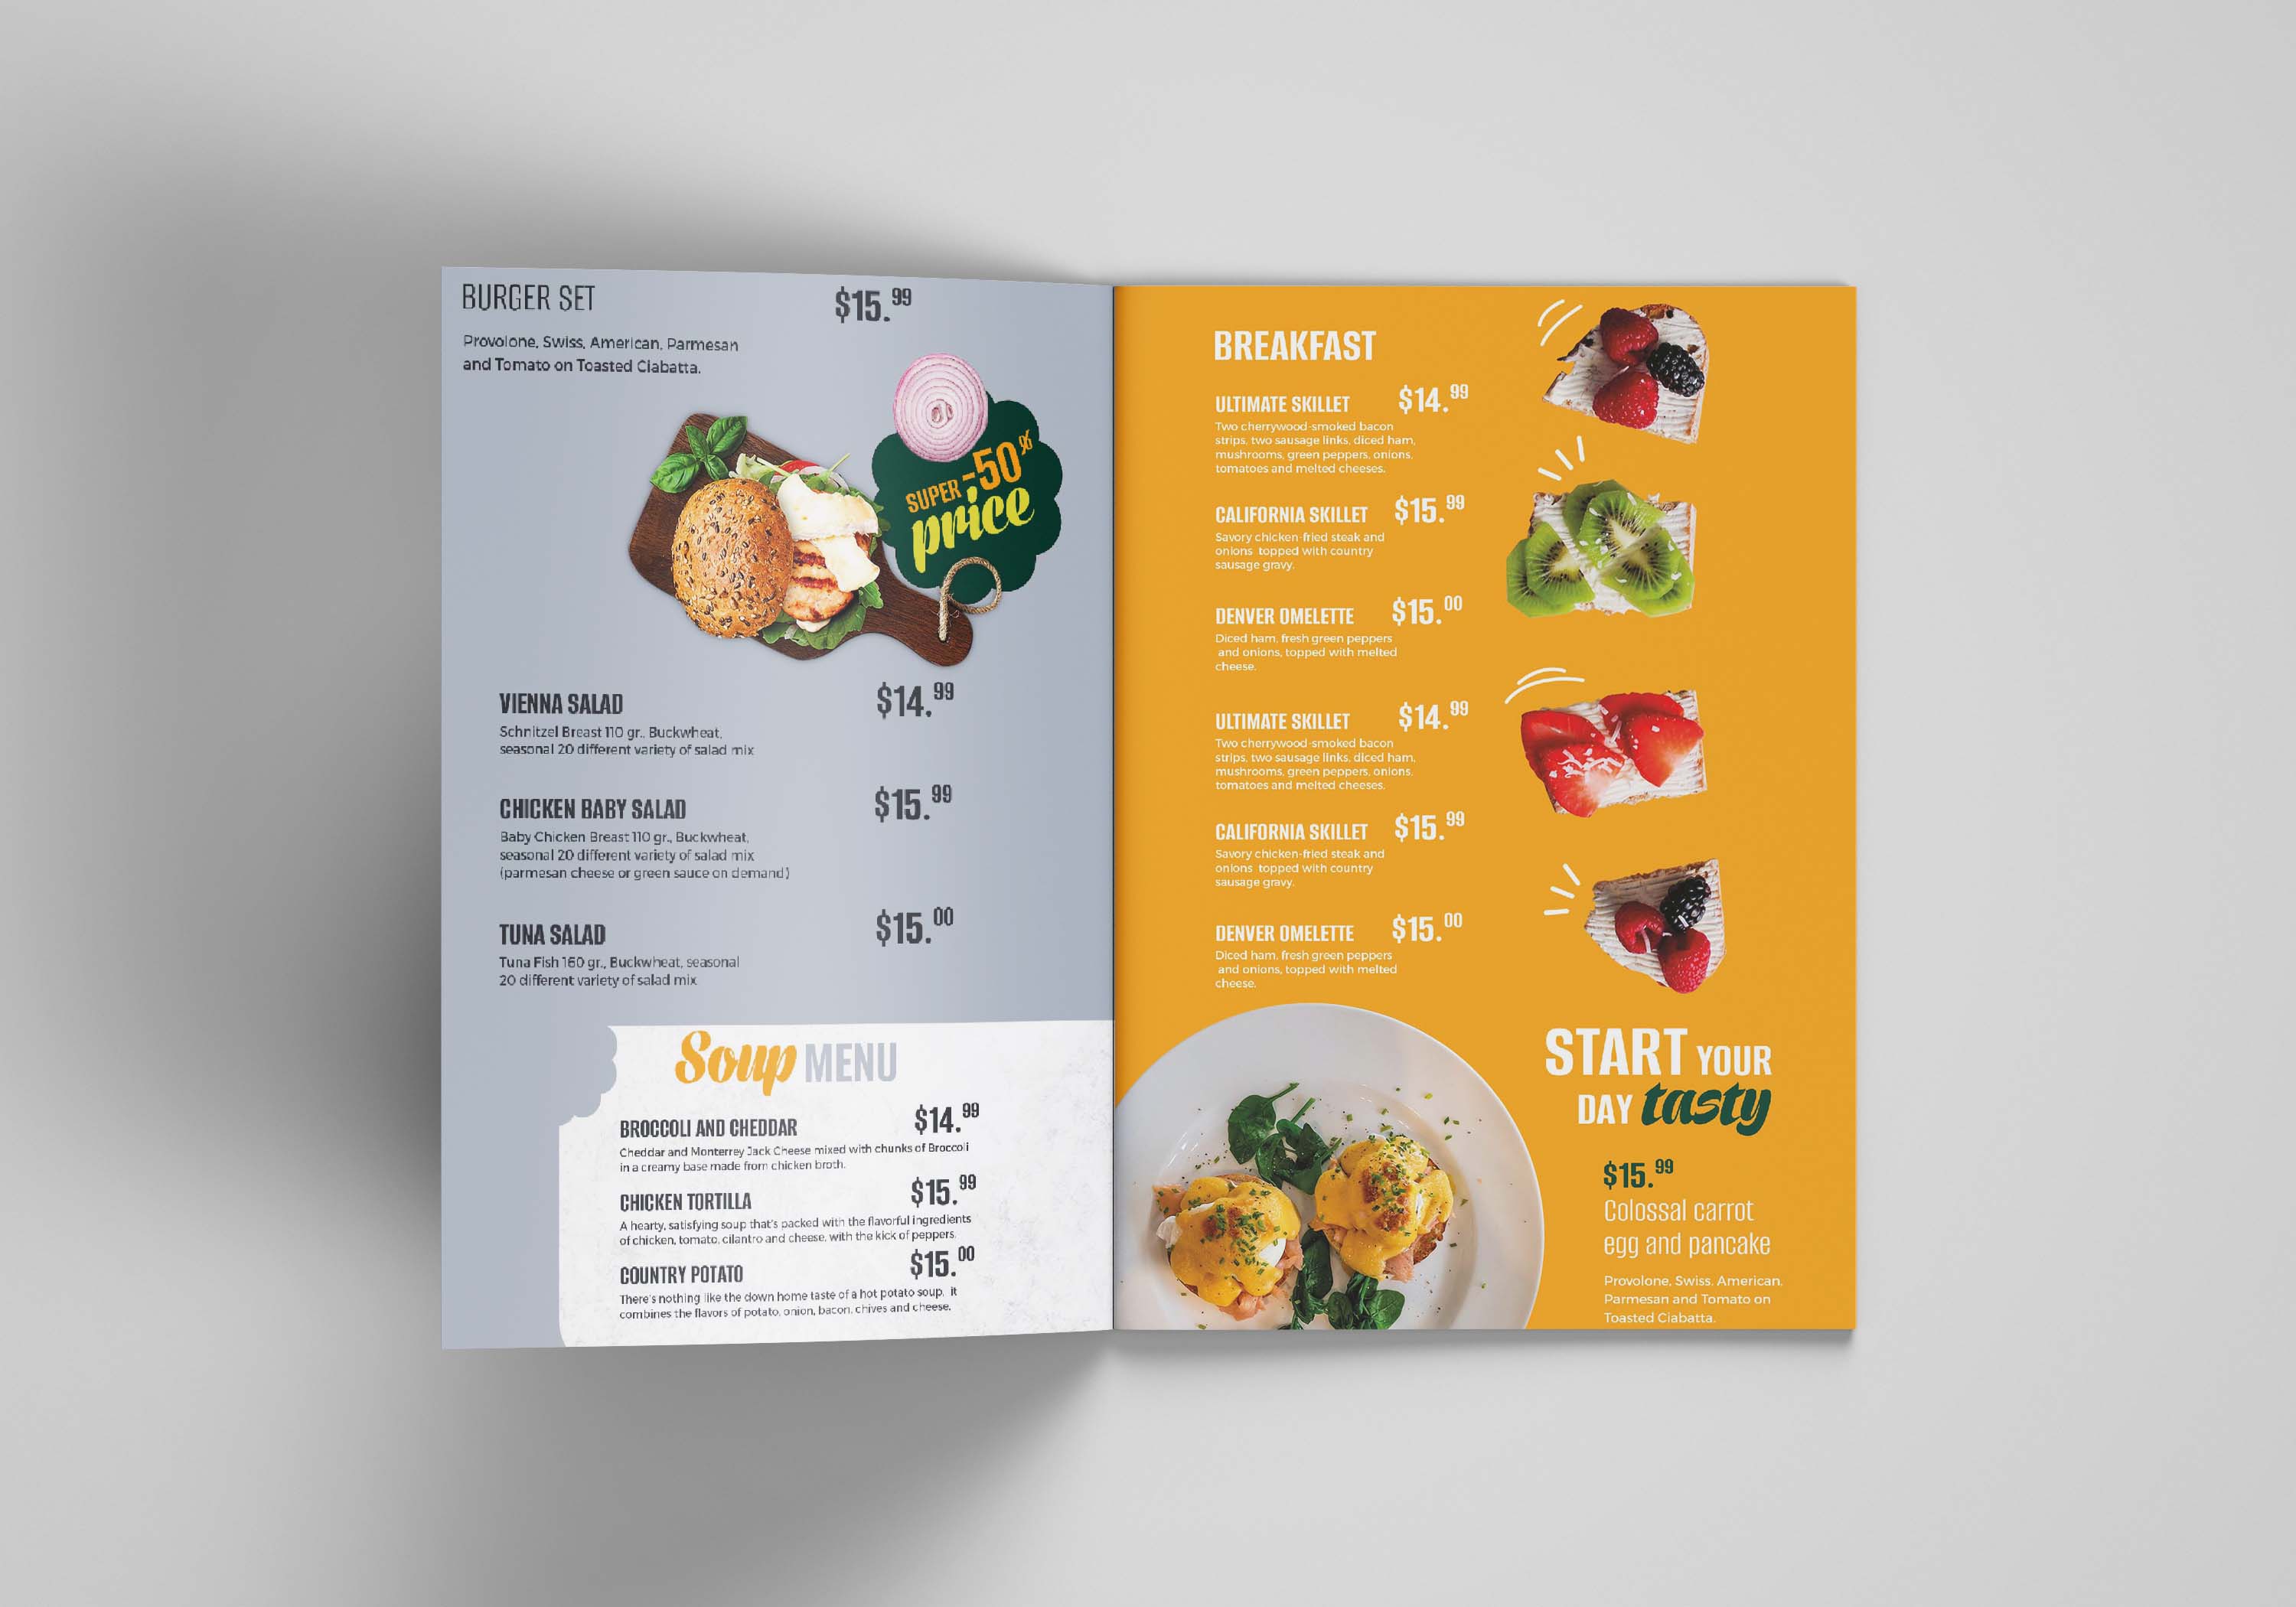 BURGER SET $15.99
Provolone, Swiss, American, Parmesan
and Tomato on Toasted Ciabatta.
SUPER -50%
price
VIENNA SALAD $14.99
Schnitzel Breast 110 gr., Buckwheat,
seasonal 20 different variety of salad mix
CHICKEN BABY SALAD $15.99
Baby Chicken Breast 110 gr., Buckwheat,
seasonal 20 different variety of salad mix
(parmesan cheese or green sauce on demand)
TUNA SALAD $15.00
Tuna Fish 160 gr., Buckwheat, seasonal
20 different variety of salad mix
Soup MENU
BROCCOLI AND CHEDDAR $14.99
Cheddar and Monterrey Jack Cheese mixed with chunks of Broccoli
in a creamy base made from chicken broth.
CHICKEN TORTILLA $15.99
A hearty, satisfying soup that's packed with the flavorful ingredients
of chicken, tomato, cilantro and cheese, with the kick of peppers.
COUNTRY POTATO $15.00
There's nothing like the down home taste of a hot potato soup, it
combines the flavors of potato, onion, bacon, chives and cheese.
BREAKFAST
ULTIMATE SKILLET $14.99
Two cherrywood-smoked bacon
strips, two sausage links, diced ham,
mushrooms, green peppers, onions,
tomatoes and melted cheeses.
CALIFORNIA SKILLET $15.99
Savory chicken-fried steak and
onions topped with country
sausage gravy.
DENVER OMELETTE $15.00
Diced ham, fresh green peppers
and onions, topped with melted
cheese.
ULTIMATE SKILLET $14.99
Two cherrywood-smoked bacon
strips, two sausage links, diced ham,
mushrooms, green peppers, onions,
tomatoes and melted cheeses.
CALIFORNIA SKILLET $15.99
Savory chicken-fried steak and
onions topped with country
sausage gravy.
DENVER OMELETTE $15.00
Diced ham, fresh green peppers
and onions, topped with melted
cheese.
START YOUR
DAY tasty
$15.99
Colossal carrot
egg and pancake
Provolone, Swiss, American,
Parmesan and Tomato on
Toasted Ciabatta.